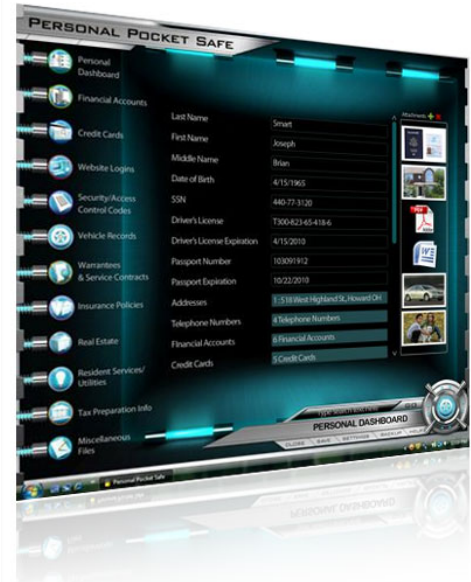 PERSONAL POCKET SAFE
Personal
Dashboard
Financial Accounts
Credit Cards
Website Logins
Security/Access
Control Codes
Vehicle Records
Warrantees
& Service Contracts
Insurance Policies
Real Estate
Resident Services/
Utilities
Tax Preparation Info
Miscellaneous
Files
Last Name
Smart
First Name
Joseph
Middle Name
Brian
Date of Birth
4/15/1965
SSN
440-77-3120
Driver's License
T300-823-65-418-6
Driver's License Expiration
4/15/2010
Passport Number
103091912
Passport Expiration
10/22/2010
Addresses
1 : 518 West Highland St., Howard OH
Telephone Numbers
4 Telephone Numbers
Financial Accounts
6 Financial Accounts
Credit Cards
5 Credit Cards
Attachments
PERSONAL DASHBOARD
CLOSE \ SAVE \ SETTINGS \ BACKUP \ HELP
Personal Pocket Safe